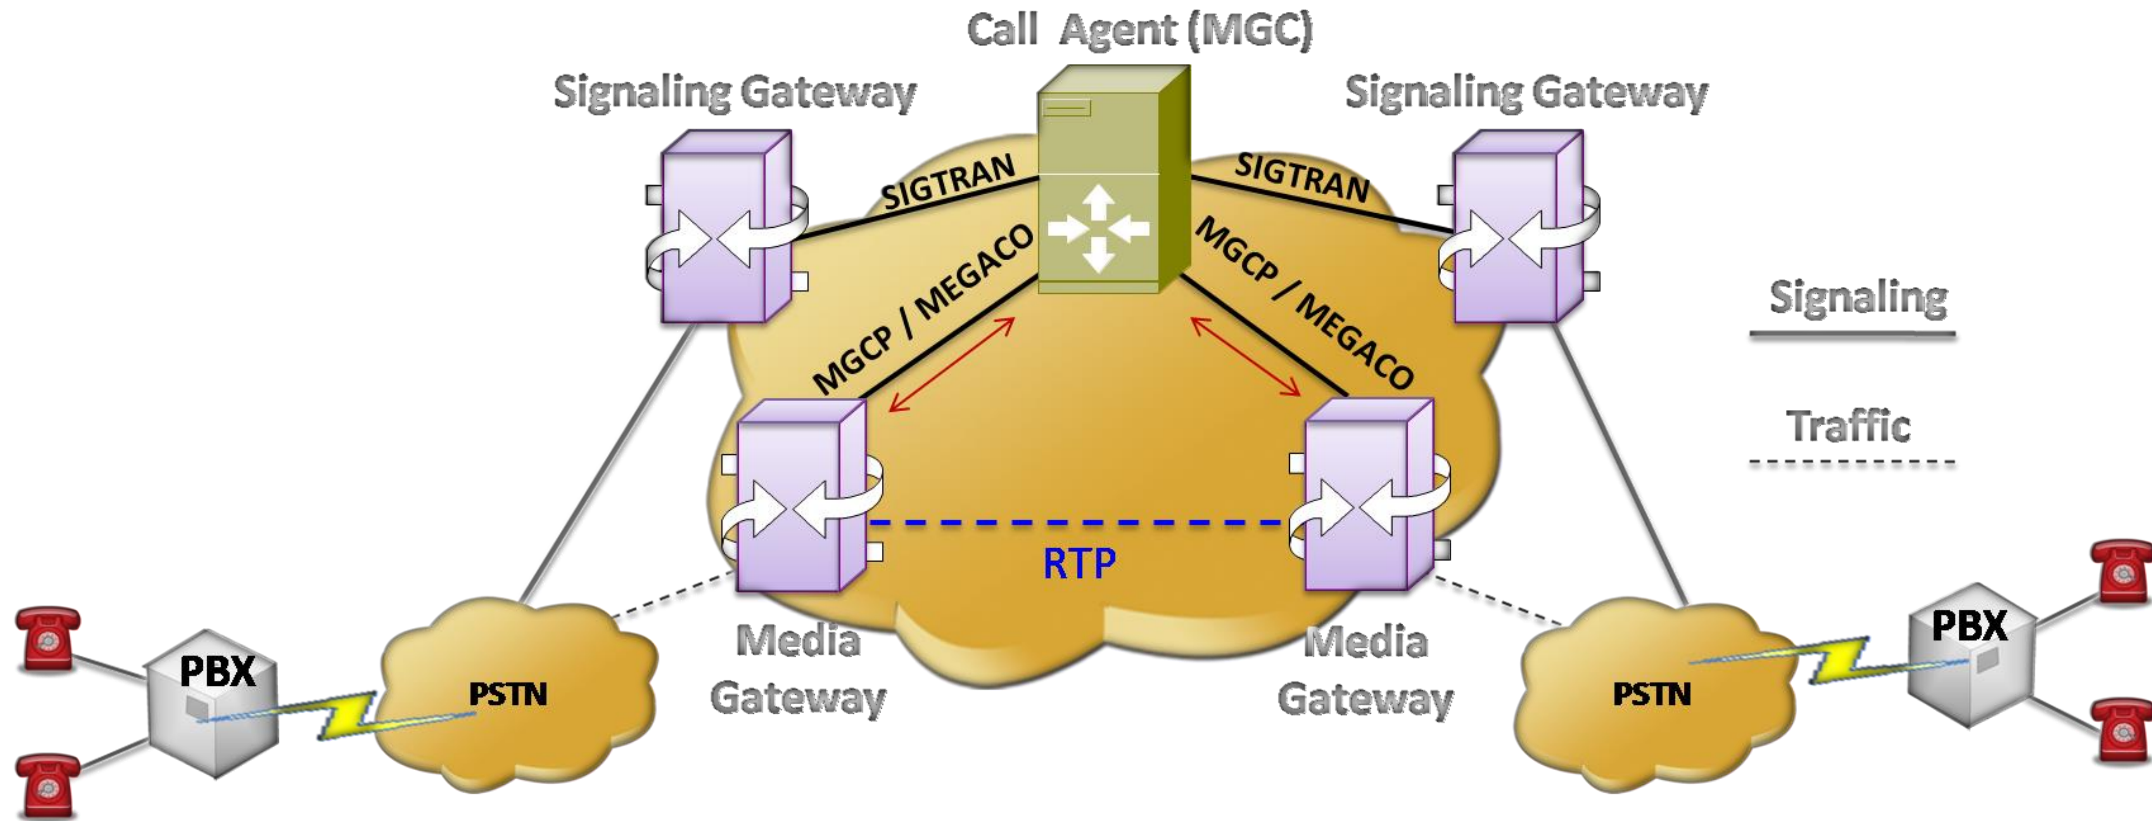 Call Agent (MGC)
Signaling Gateway
Signaling Gateway
SIGTRAN
SIGTRAN
MGCP / MEGACO
MGCP / MEGACO
Signaling
Traffic
RTP
Media
Gateway
Media
Gateway
PBX
PSTN
PSTN
PBX